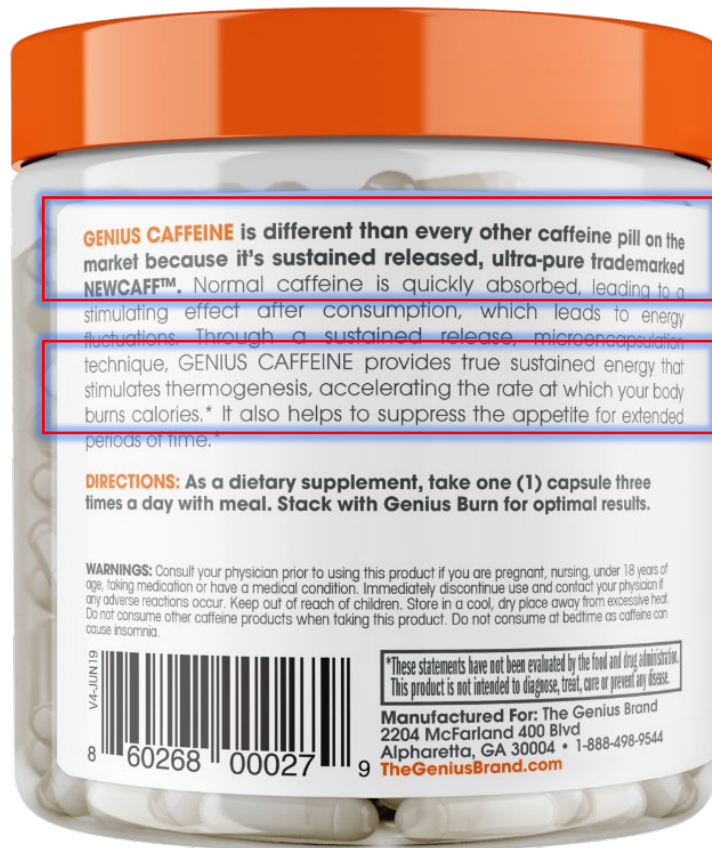 GENIUS CAFFEINE is different than every other caffeine pill on the
market because it's sustained released, ultra-pure trademarked
NEWCAFF™. Normal caffeine is quickly absorbed, leading to a
stimulating effect after consumption, which leads to energy
fluctuations. Through a sustained release, microencapsulation
technique, GENIUS CAFFEINE provides true sustained energy that
stimulates thermogenesis, accelerating the rate at which your body
burns calories.* It also helps to suppress the appetite for extended
periods of time.*
DIRECTIONS: As a dietary supplement, take one (1) capsule three
times a day with meal. Stack with Genius Burn for optimal results.
WARNINGS: Consult your physician prior to using this product if you are pregnant, nursing, under 18 years of
age, taking medication or have a medical condition. Immediately discontinue use and contact your physician if
any adverse reactions occur. Keep out of reach of children. Store in a cool, dry place away from excessive heat.
Do not consume other caffeine products when taking this product. Do not consume at bedtime as caffeine can
cause insomnia.
V4-JUN19
8 60268 00027 9
*These statements have not been evaluated by the food and drug administration.
This product is not intended to diagnose, treat, cure or prevent any disease.
Manufactured For: The Genius Brand
2204 McFarland 400 Blvd
Alpharetta, GA 30004 • 1-888-498-9544
TheGeniusBrand.com